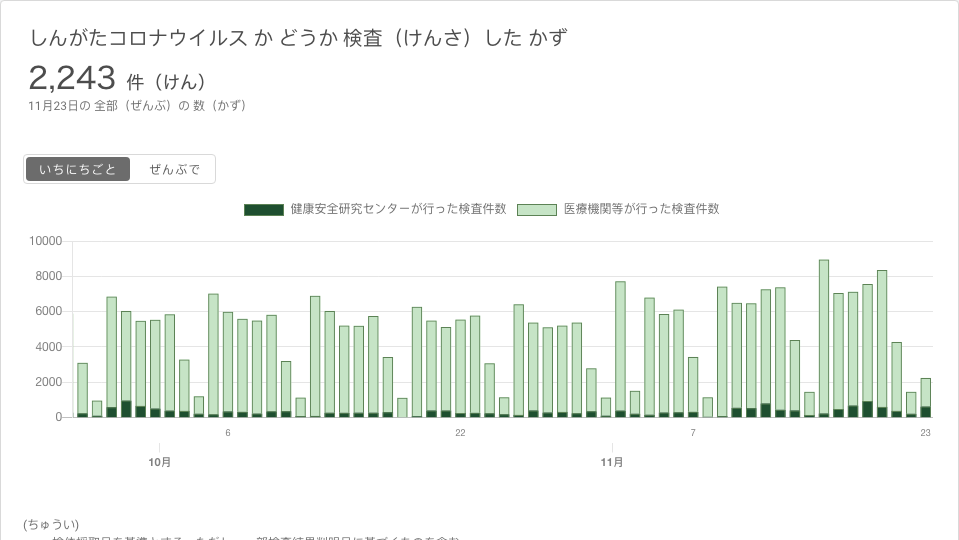 しんがたコロナウイルス か どうか 検査（けんさ）した かず
2,243 件（けん）
11月23日の 全部（ぜんぶ）の 数（かず）
いちにちごと ぜんぶで
健康安全研究センターが行った検査件数 医療機関等が行った検査件数
10000
8000
6000
4000
2000
0
6 22 7 23
10月 11月
(ちゅうい)